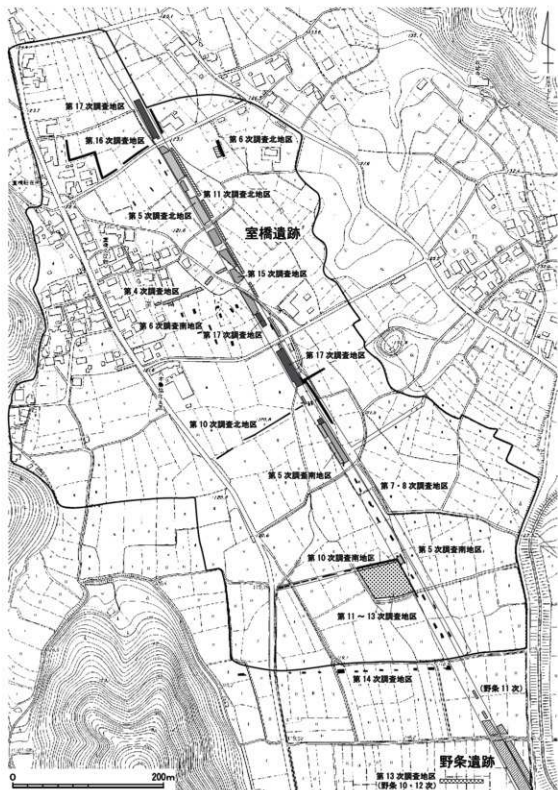 第17次調査地区
第16次調査地区
第6次調査北地区
第11次調査北地区
第5次調査北地区
室橋遺跡
第15次調査地区
第4次調査地区
第6次調査南地区
第17次調査地区
第17次調査地区
第10次調査北地区
第5次調査南地区
第7・8次調査地区
第10次調査南地区
第5次調査南地区
第11～13次調査地区
第14次調査地区
(野条11次)
野条遺跡
第13次調査地区
(野条10・12次)
0
200m